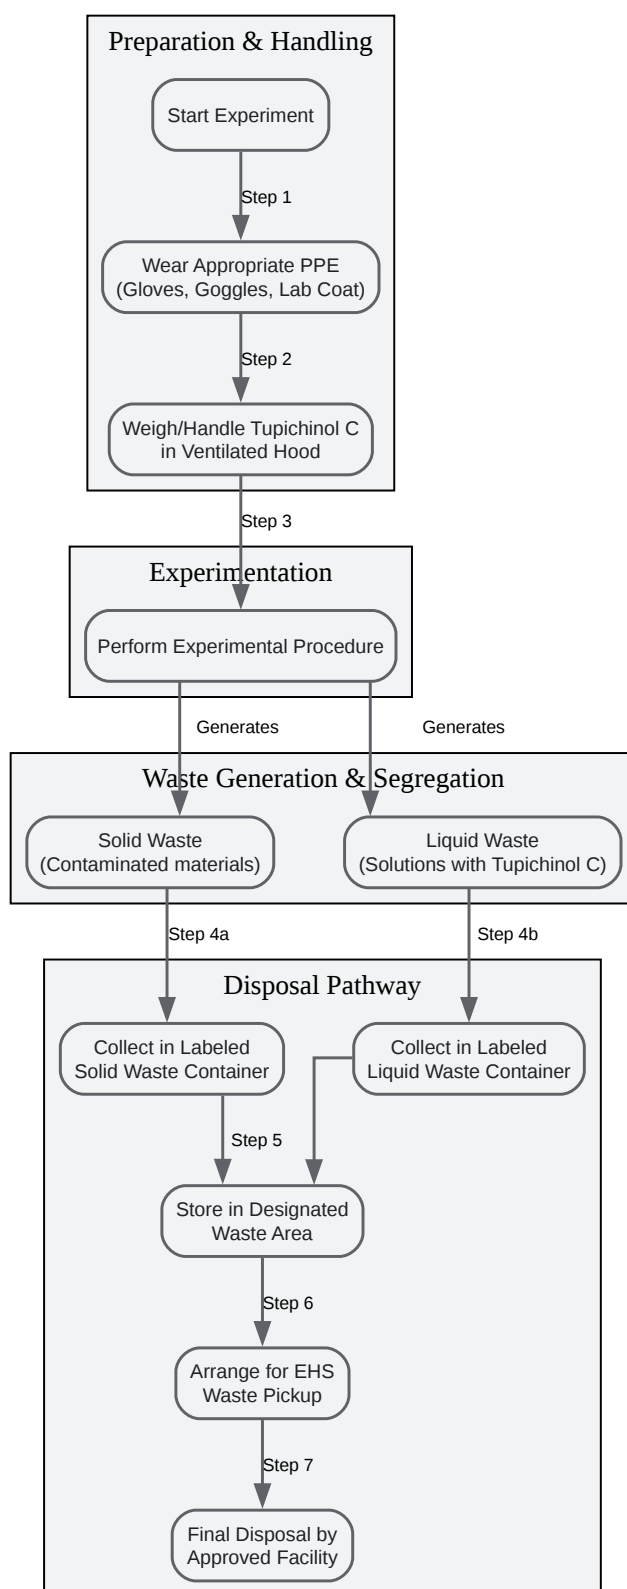 Preparation & Handling
Start Experiment
Step 1
Wear Appropriate PPE
(Gloves, Goggles, Lab Coat)
Step 2
Weigh/Handle Tupichinol C
in Ventilated Hood
Step 3
Experimentation
Perform Experimental Procedure
Generates
Generates
Waste Generation & Segregation
Solid Waste
(Contaminated materials)
Liquid Waste
(Solutions with Tupichinol C)
Step 4a
Step 4b
Disposal Pathway
Collect in Labeled
Solid Waste Container
Collect in Labeled
Liquid Waste Container
Step 5
Store in Designated
Waste Area
Step 6
Arrange for EHS
Waste Pickup
Step 7
Final Disposal by
Approved Facility